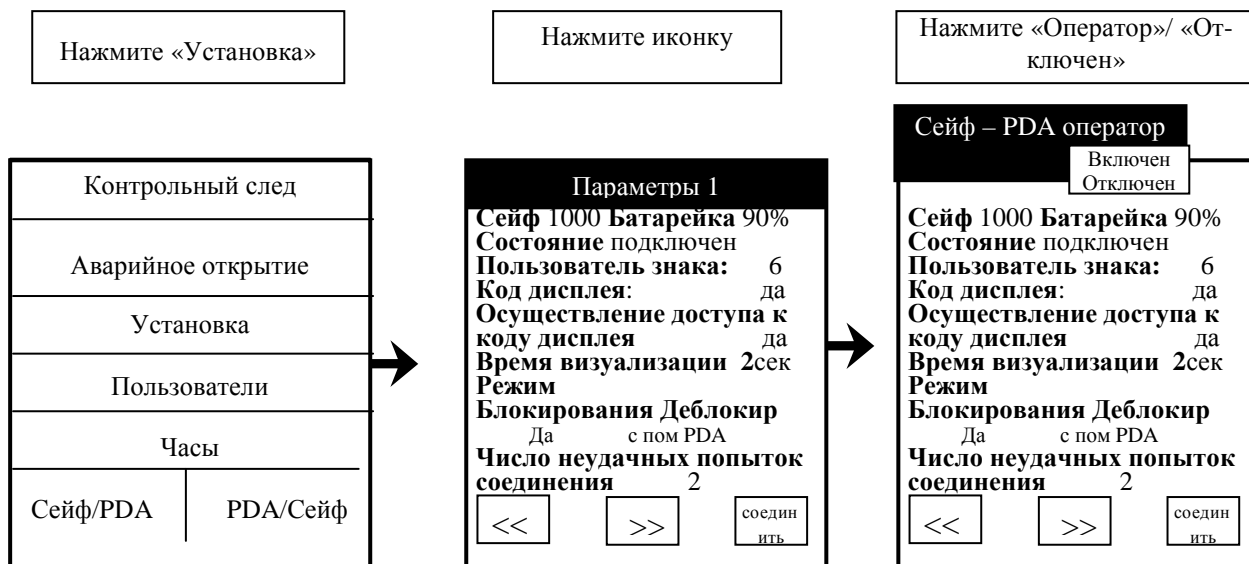 Нажмите «Установка»
Нажмите иконку
Нажмите «Оператор»/ «От-
ключен»
Контрольный след
Аварийное открытие
Установка
Пользователи
Часы
Сейф/PDA
PDA/Сейф
Параметры 1
Сейф 1000 Батарейка 90%
Состояние подключен
Пользователь знака: 6
Код дисплея: да
Осуществление доступа к
коду дисплея да
Время визуализации 2сек
Режим
Блокирования Деблокир
Да с пом PDA
Число неудачных попыток
соединения 2
<<
>>
соедин
ить
Сейф – PDA оператор
Включен
Отключен
Сейф 1000 Батарейка 90%
Состояние подключен
Пользователь знака: 6
Код дисплея: да
Осуществление доступа к
коду дисплея да
Время визуализации 2сек
Режим
Блокирования Деблокир
Да с пом PDA
Число неудачных попыток
соединения 2
<<
>>
соедин
ить